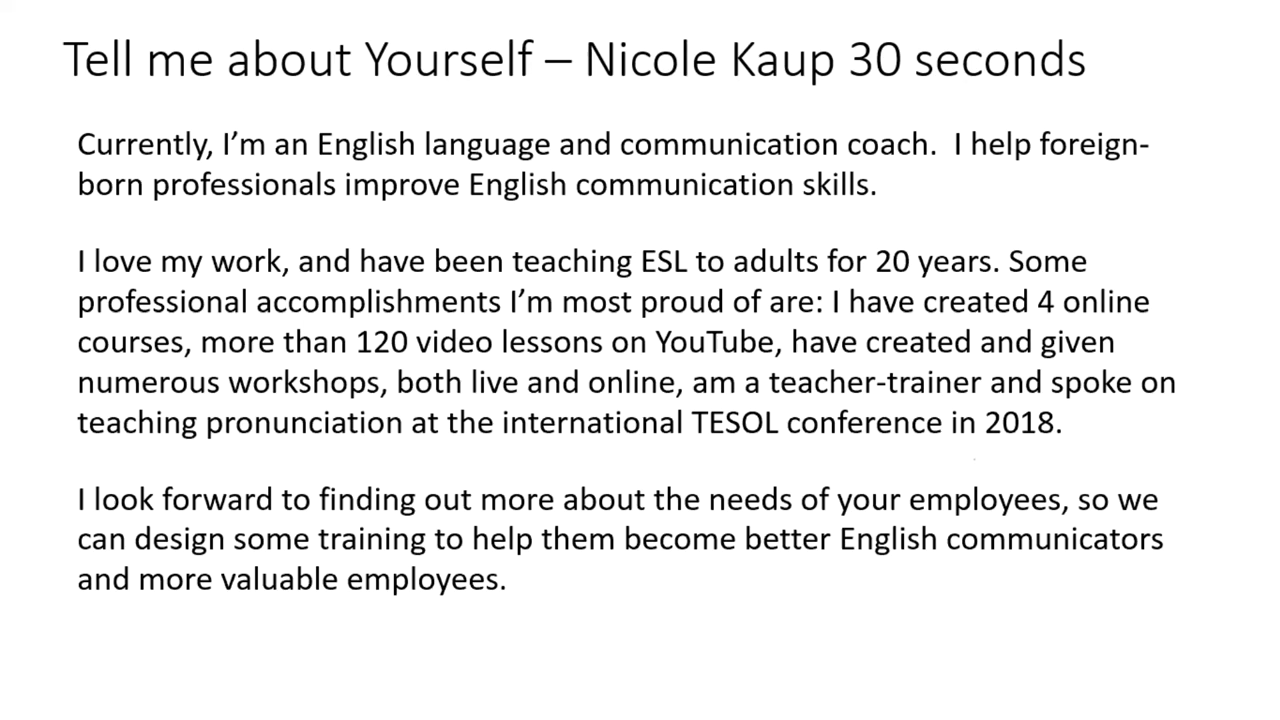 Tell me about Yourself – Nicole Kaup 30 seconds
Currently, I’m an English language and communication coach.  I help foreign-
born professionals improve English communication skills.
I love my work, and have been teaching ESL to adults for 20 years. Some
professional accomplishments I’m most proud of are: I have created 4 online
courses, more than 120 video lessons on YouTube, have created and given
numerous workshops, both live and online, am a teacher-trainer and spoke on
teaching pronunciation at the international TESOL conference in 2018.
I look forward to finding out more about the needs of your employees, so we
can design some training to help them become better English communicators
and more valuable employees.